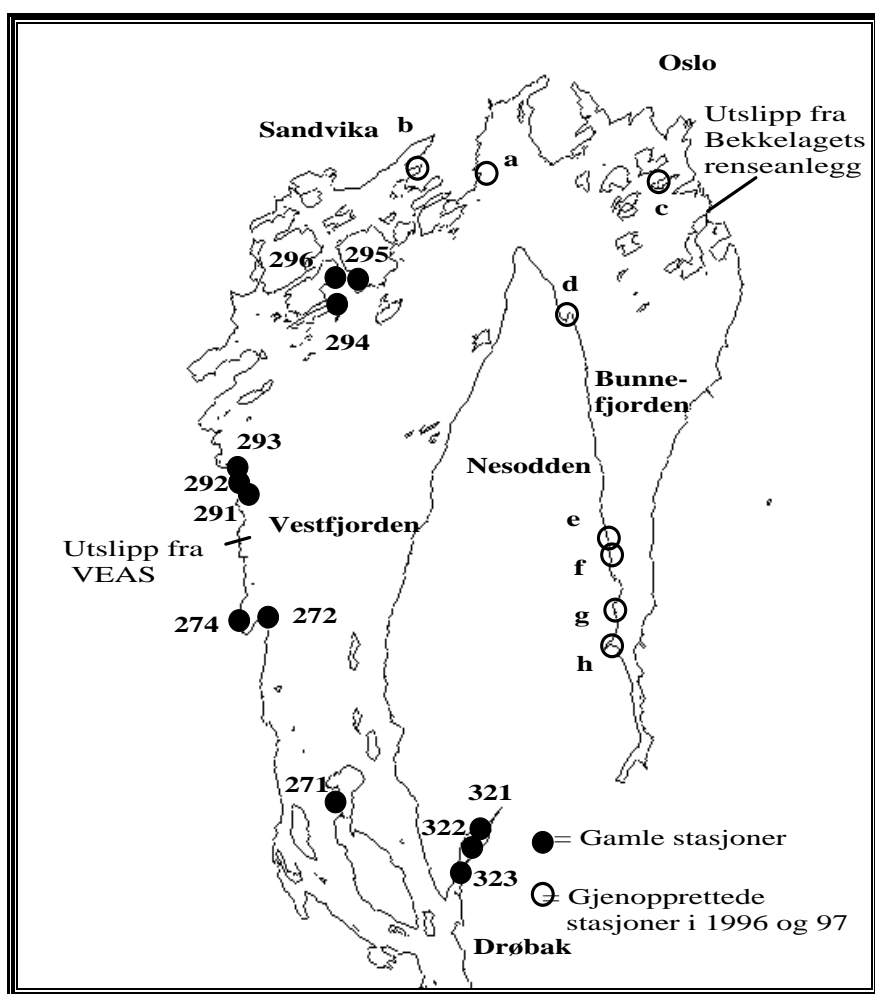 Oslo
Utslipp fra
Bekkelagets
renseanlegg
Sandvika
b
a
c
296
295
d
294
Bunne-
fjorden
293
Nesodden
292
291
Vestfjorden
e
Utslipp fra
VEAS
f
274
272
g
h
271
321
322
= Gamle stasjoner
323
= Gjenopprettede
stasjoner i 1996 og 97
Drøbak